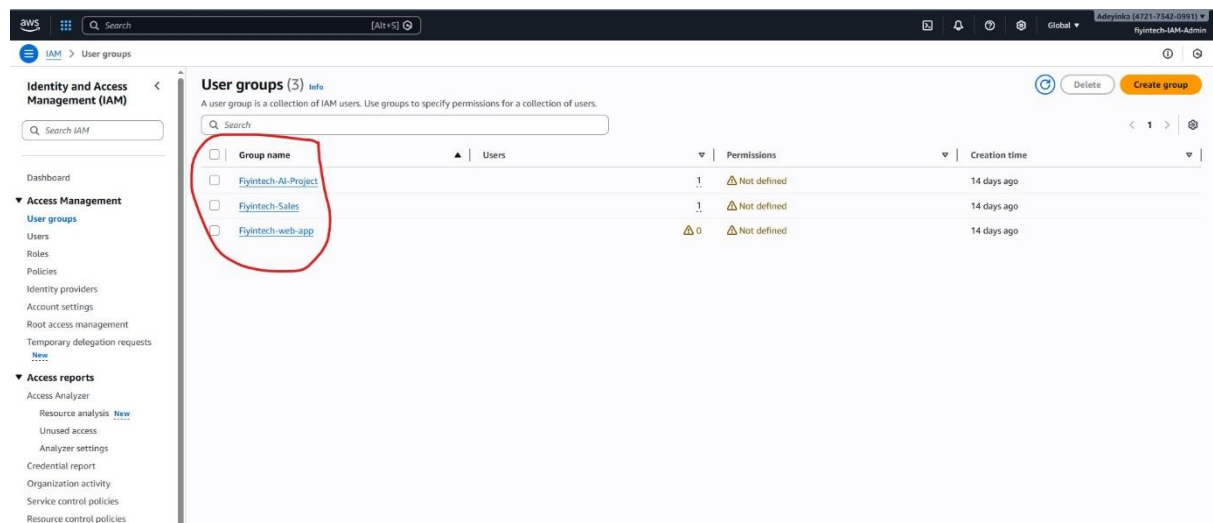 aws
Search
[Alt+S]
Global
Adeyinka (4721-7342-0991)
fiyintech-IAM-Admin
IAM > User groups
Identity and Access Management (IAM)
Search IAM
Dashboard
Access Management
User groups
Users
Roles
Policies
Identity providers
Account settings
Root access management
Temporary delegation requests
New
Access reports
Access Analyzer
Resource analysis New
Unused access
Analyzer settings
Credential report
Organization activity
Service control policies
Resource control policies
User groups (3) Info
A user group is a collection of IAM users. Use groups to specify permissions for a collection of users.
Delete
Create group
Search
1
Group name Users Permissions Creation time
Fiyintech-AI-Project 1 Not defined 14 days ago
Fiyintech-Sales 1 Not defined 14 days ago
Fiyintech-web-app 0 Not defined 14 days ago